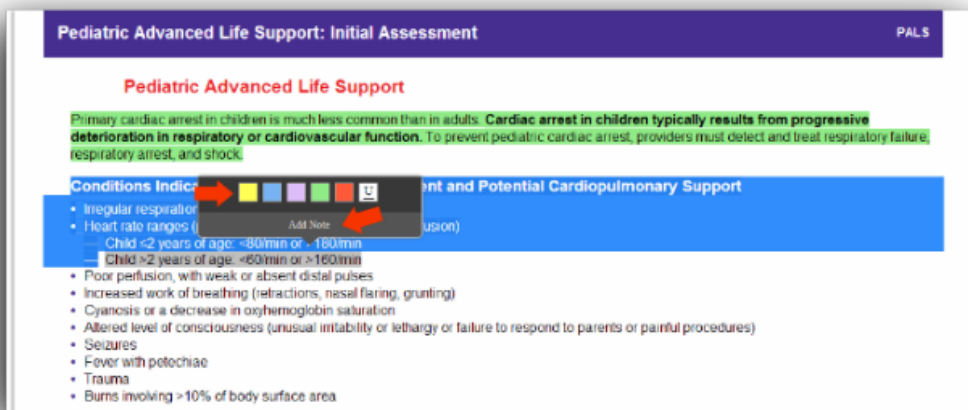 Pediatric Advanced Life Support: Initial Assessment PALS
Pediatric Advanced Life Support
Primary cardiac arrest in children is much less common than in adults. Cardiac arrest in children typically results from progressive
deterioration in respiratory or cardiovascular function. To prevent pediatric cardiac arrest, providers must detect and treat respiratory failure,
respiratory arrest, and shock.
U
Conditions Indica ent and Potential Cardiopulmonary Support
• Irregular respiration
Add Note
• Heart rate ranges ( usion)
— Child ≤2 years of age: <80/min or >180/min
— Child >2 years of age: <60/min or >160/min
• Poor perfusion, with weak or absent distal pulses
• Increased work of breathing (retractions, nasal flaring, grunting)
• Cyanosis or a decrease in oxyhemoglobin saturation
• Altered level of consciousness (unusual irritability or lethargy or failure to respond to parents or painful procedures)
• Seizures
• Fever with petechiae
• Trauma
• Burns involving >10% of body surface area